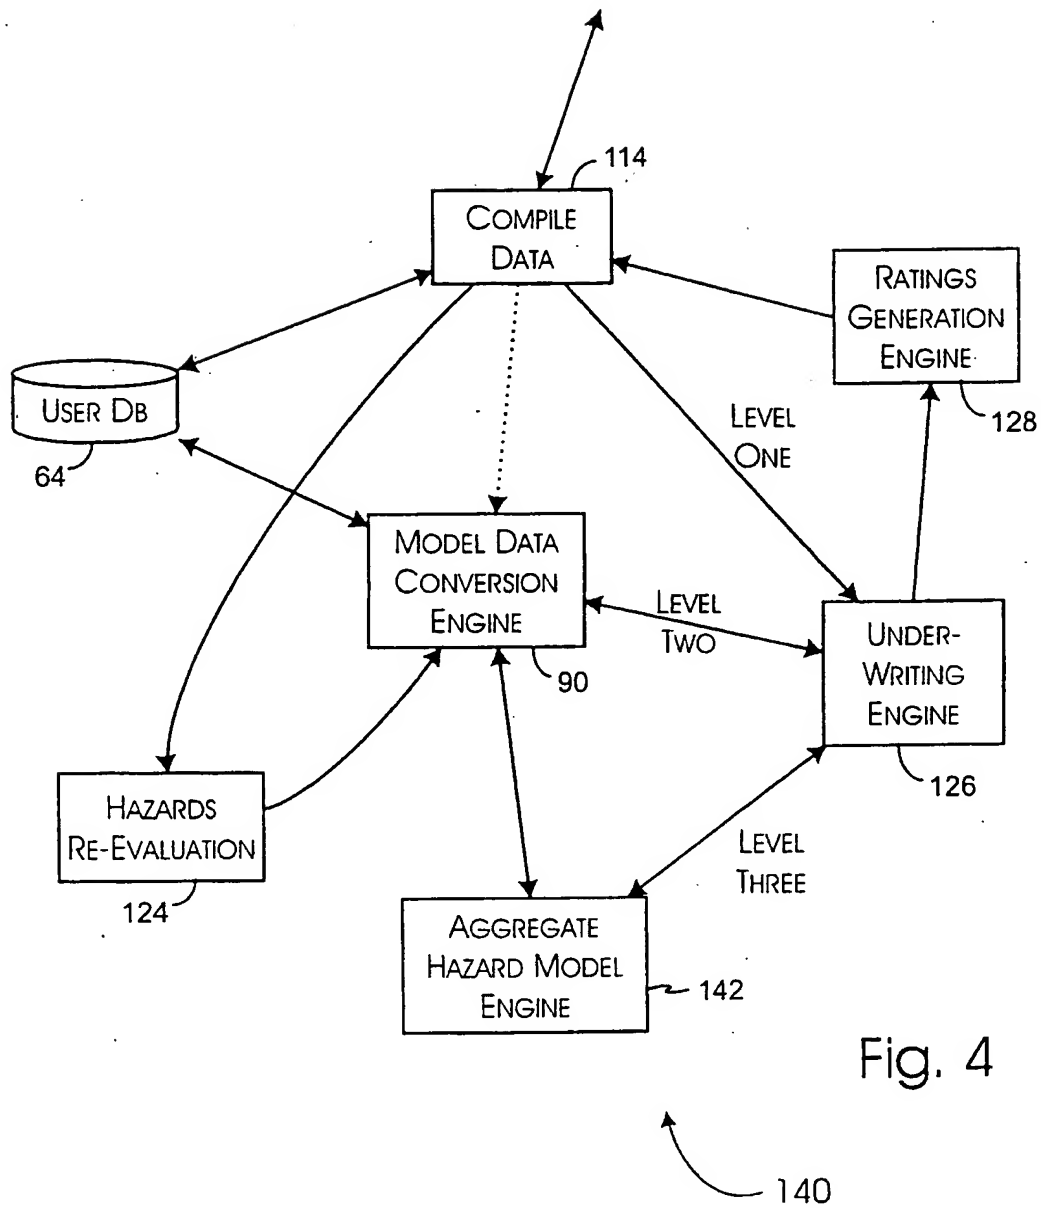 114
COMPILE
DATA
RATINGS
GENERATION
ENGINE
128
USER DB
64
LEVEL
ONE
MODEL DATA
CONVERSION
ENGINE
90
LEVEL
TWO
UNDER-
WRITING
ENGINE
126
HAZARDS
RE-EVALUATION
124
LEVEL
THREE
AGGREGATE
HAZARD MODEL
ENGINE
142
Fig. 4
140